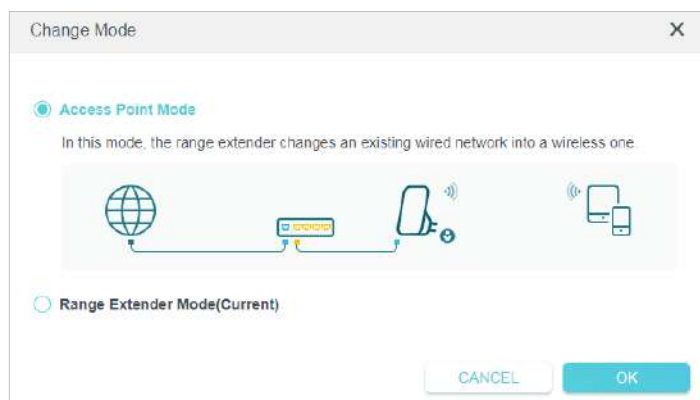 Change Mode
Access Point Mode
In this mode, the range extender changes an existing wired network into a wireless one
Range Extender Mode(Current)
CANCEL
OK